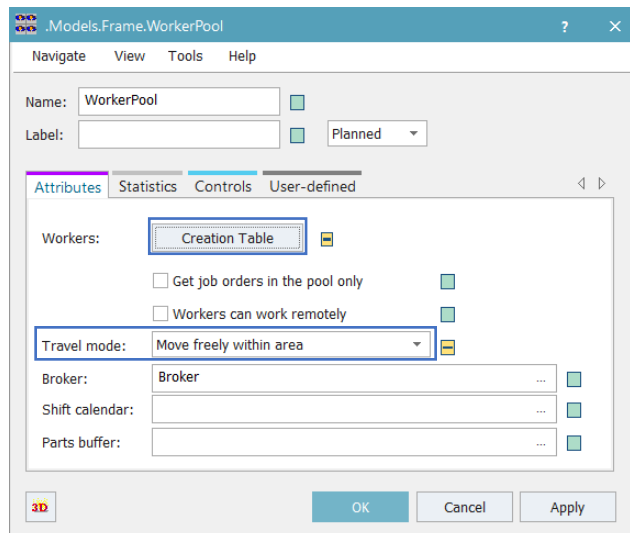 .Models.Frame.WorkerPool ?
Navigate View Tools Help
Name: WorkerPool
Label: Planned
Attributes Statistics Controls User-defined
Workers: Creation Table
Get job orders in the pool only
Workers can work remotely
Travel mode: Move freely within area
Broker: Broker ...
Shift calendar: ...
Parts buffer: ...
3D OK Cancel Apply